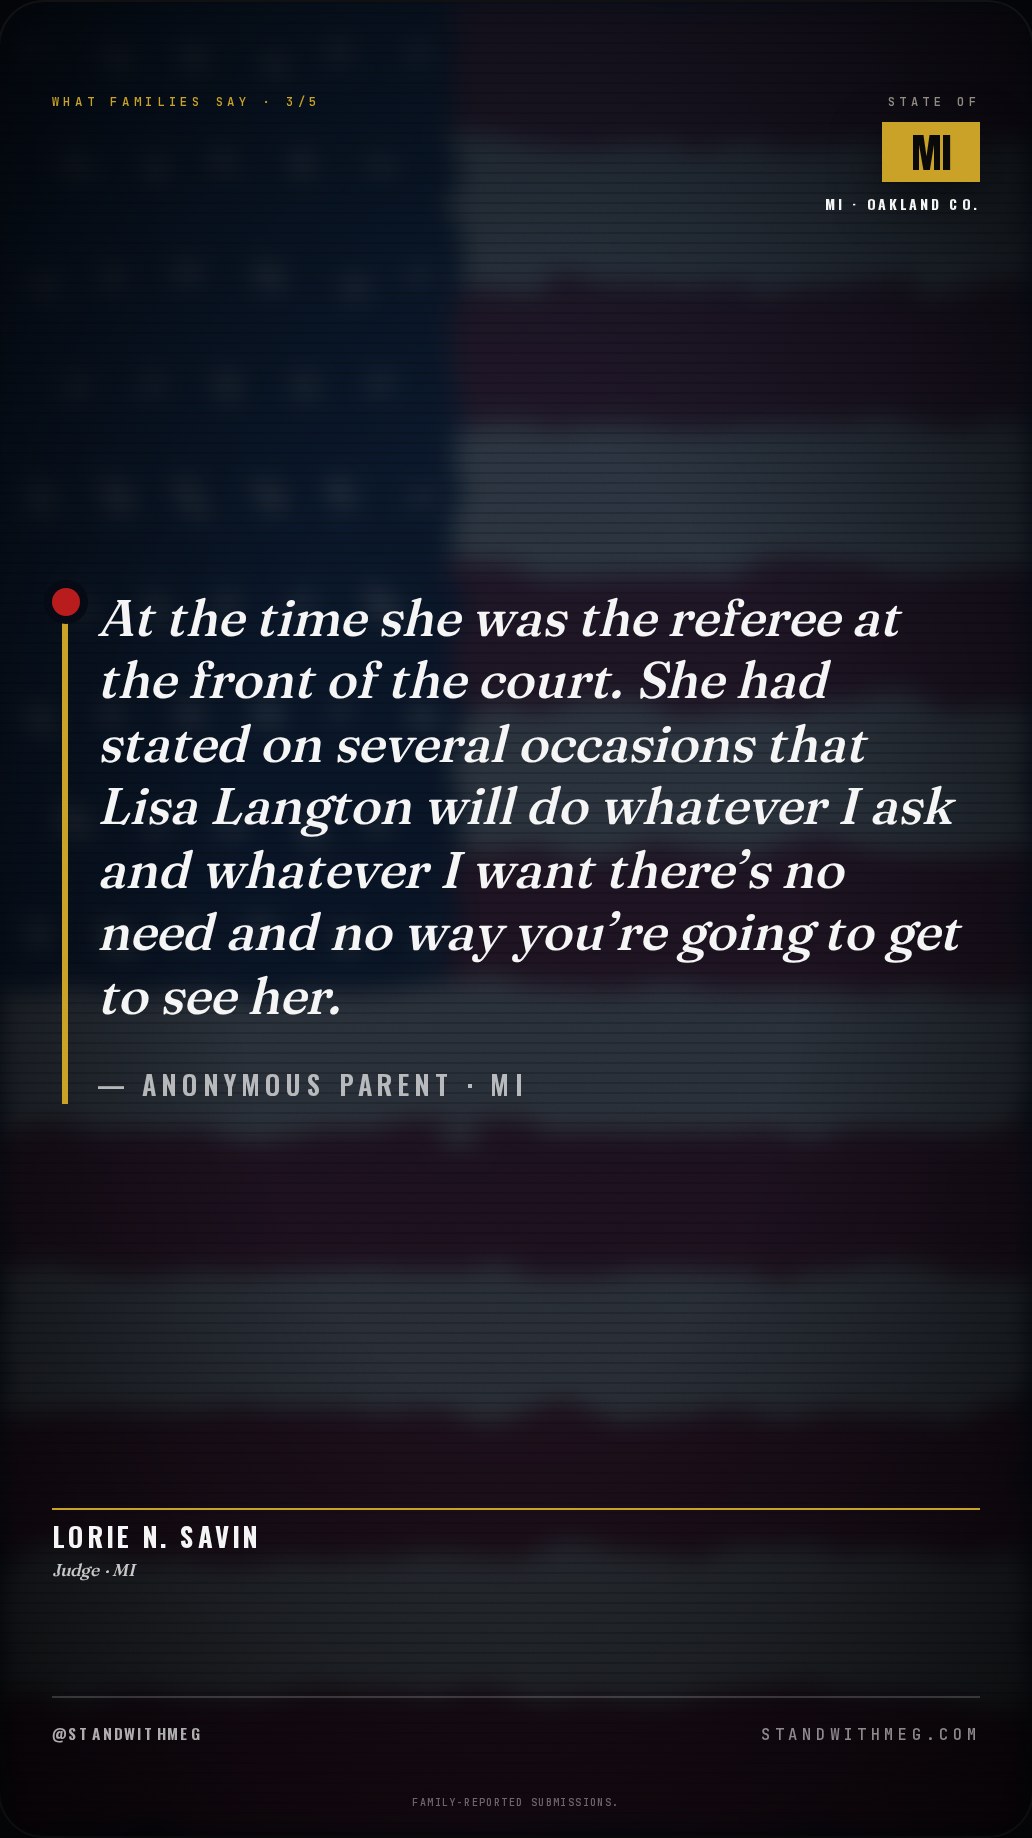 WHAT FAMILIES SAY · 3/5
STATE OF
MI
MI · OAKLAND CO.
At the time she was the referee at
the front of the court. She had
stated on several occasions that
Lisa Langton will do whatever I ask
and whatever I want there’s no
need and no way you’re going to get
to see her.
— ANONYMOUS PARENT · MI
LORIE N. SAVIN
Judge · MI
@STANDWITHMEG
STANDWITHMEG.COM
FAMILY-REPORTED SUBMISSIONS.